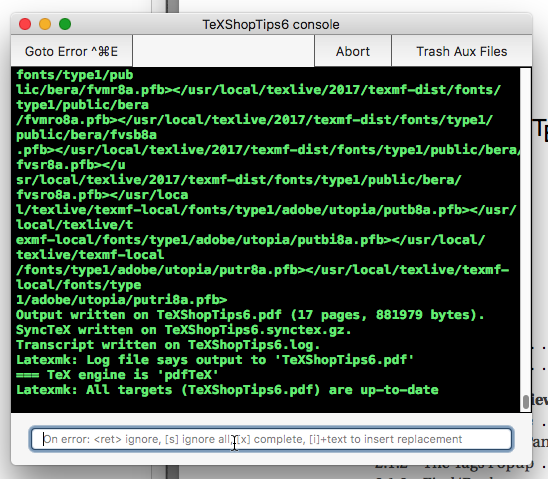 TeXShopTips6 console
Goto Error ^⌘E
Abort
Trash Aux Files
fonts/type1/pub
lic/bera/fvmr8a.pfb></usr/local/texlive/2017/texmf-dist/fonts/
type1/public/bera
/fvmro8a.pfb></usr/local/texlive/2017/texmf-dist/fonts/type1/
public/bera/fvsb8a
.pfb></usr/local/texlive/2017/texmf-dist/fonts/type1/public/bera/
fvsr8a.pfb></u
sr/local/texlive/2017/texmf-dist/fonts/type1/public/bera/
fvsro8a.pfb></usr/loca
l/texlive/texmf-local/fonts/type1/adobe/utopia/putb8a.pfb></usr/
local/texlive/t
exmf-local/fonts/type1/adobe/utopia/putbi8a.pfb></usr/local/
texlive/texmf-local
/fonts/type1/adobe/utopia/putr8a.pfb></usr/local/texlive/texmf-
local/fonts/type
1/adobe/utopia/putri8a.pfb>
Output written on TeXShopTips6.pdf (17 pages, 881979 bytes).
SyncTeX written on TeXShopTips6.synctex.gz.
Transcript written on TeXShopTips6.log.
Latexmk: Log file says output to 'TeXShopTips6.pdf'
=== TeX engine is 'pdfTeX'
Latexmk: All targets (TeXShopTips6.pdf) are up-to-date
On error: <ret> ignore, [s] ignore all, [x] complete, [i]+text to insert replacement